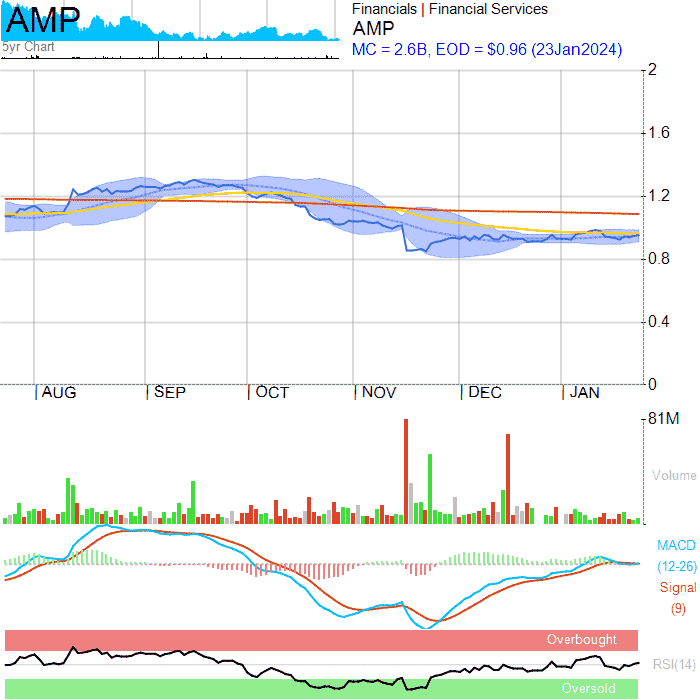 AMP
5yr Chart
Financials | Financial Services
AMP
MC = 2.6B, EOD = $0.96 (23Jan2024)
2
1.6
1.2
0.8
0.4
0
AUG SEP OCT NOV DEC JAN
81M
Volume
MACD
(12-26)
Signal
(9)
Overbought
RSI(14)
Oversold